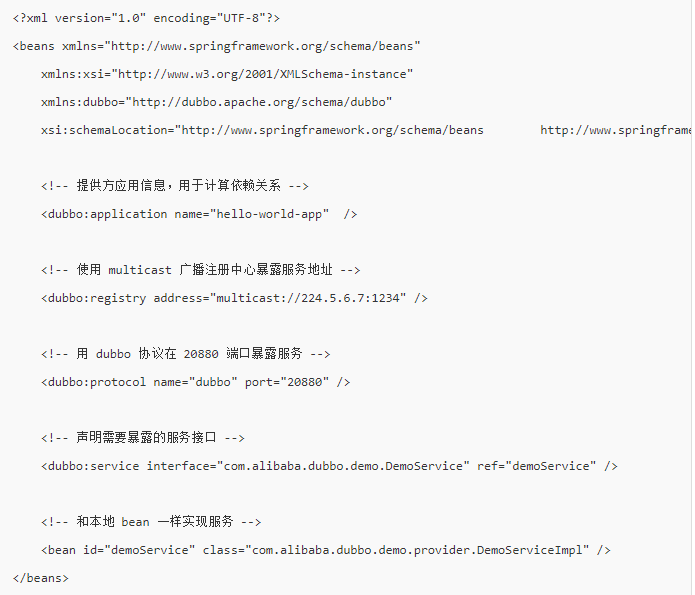 <?xml version="1.0" encoding="UTF-8"?>
<beans xmlns="http://www.springframework.org/schema/beans"
    xmlns:xsi="http://www.w3.org/2001/XMLSchema-instance"
    xmlns:dubbo="http://dubbo.apache.org/schema/dubbo"
    xsi:schemaLocation="http://www.springframework.org/schema/beans        http://www.springframe
    <!-- 提供方应用信息，用于计算依赖关系 -->
    <dubbo:application name="hello-world-app"  />
    <!-- 使用 multicast 广播注册中心暴露服务地址 -->
    <dubbo:registry address="multicast://224.5.6.7:1234" />
    <!-- 用 dubbo 协议在 20880 端口暴露服务 -->
    <dubbo:protocol name="dubbo" port="20880" />
    <!-- 声明需要暴露的服务接口 -->
    <dubbo:service interface="com.alibaba.dubbo.demo.DemoService" ref="demoService" />
    <!-- 和本地 bean 一样实现服务 -->
    <bean id="demoService" class="com.alibaba.dubbo.demo.provider.DemoServiceImpl" />
</beans>